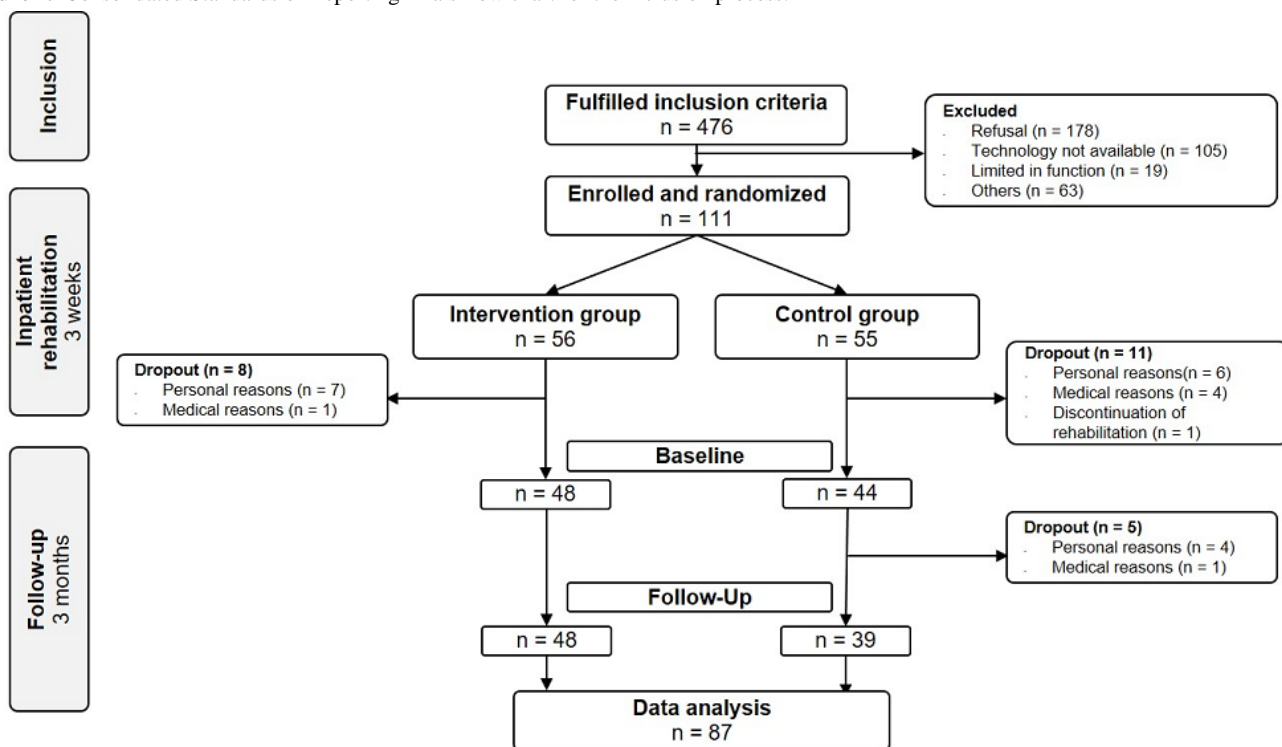 Inclusion
Fulfilled inclusion criteria
n = 476
Excluded
. Refusal (n = 178)
. Technology not available (n = 105)
. Limited in function (n = 19)
. Others (n = 63)
Enrolled and randomized
n = 111
Inpatient
rehabilitation
3 weeks
Intervention group
n = 56
Control group
n = 55
Dropout (n = 8)
. Personal reasons (n = 7)
. Medical reasons (n = 1)
Dropout (n = 11)
. Personal reasons(n = 6)
. Medical reasons (n = 4)
. Discontinuation of
rehabilitation (n = 1)
Baseline
n = 48
n = 44
Follow-up
3 months
Dropout (n = 5)
. Personal reasons (n = 4)
. Medical reasons (n = 1)
Follow-Up
n = 48
n = 39
Data analysis
n = 87